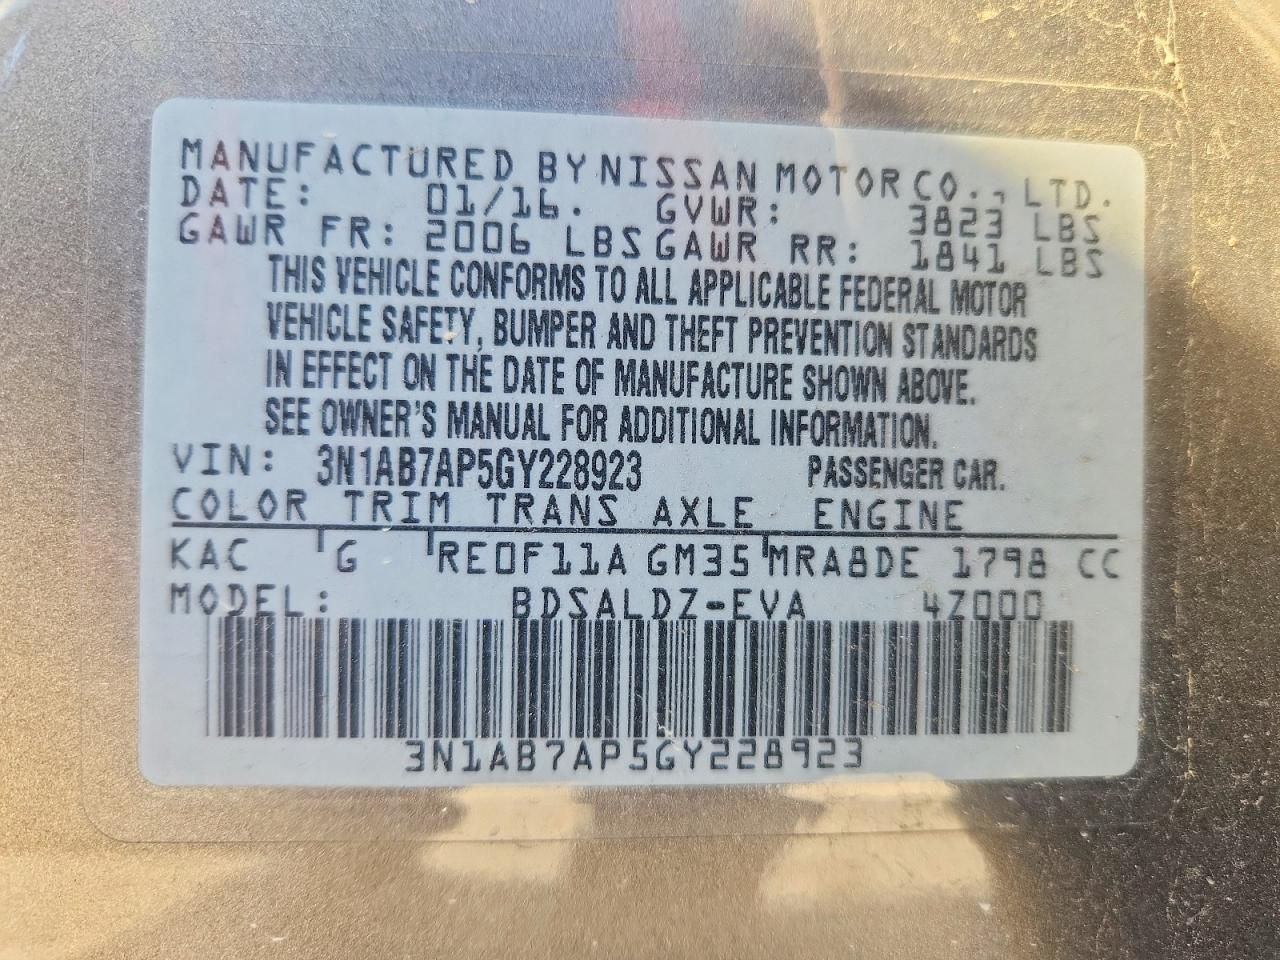 MANUFACTURED BY NISSAN MOTOR CO., LTD.
DATE: 01/16. GVWR: 3823 LBS
GAWR FR: 2006 LBS GAWR RR: 1841 LBS
THIS VEHICLE CONFORMS TO ALL APPLICABLE FEDERAL MOTOR
VEHICLE SAFETY, BUMPER AND THEFT PREVENTION STANDARDS
IN EFFECT ON THE DATE OF MANUFACTURE SHOWN ABOVE.
SEE OWNER'S MANUAL FOR ADDITIONAL INFORMATION.
VIN: 3N1AB7AP5GY228923 PASSENGER CAR.
COLOR TRIM TRANS AXLE ENGINE
KAC G RE0F11A GM35 MRA8DE 1798 CC
MODEL: BDSALDZ-EVA 4Z000
3N1AB7AP5GY228923